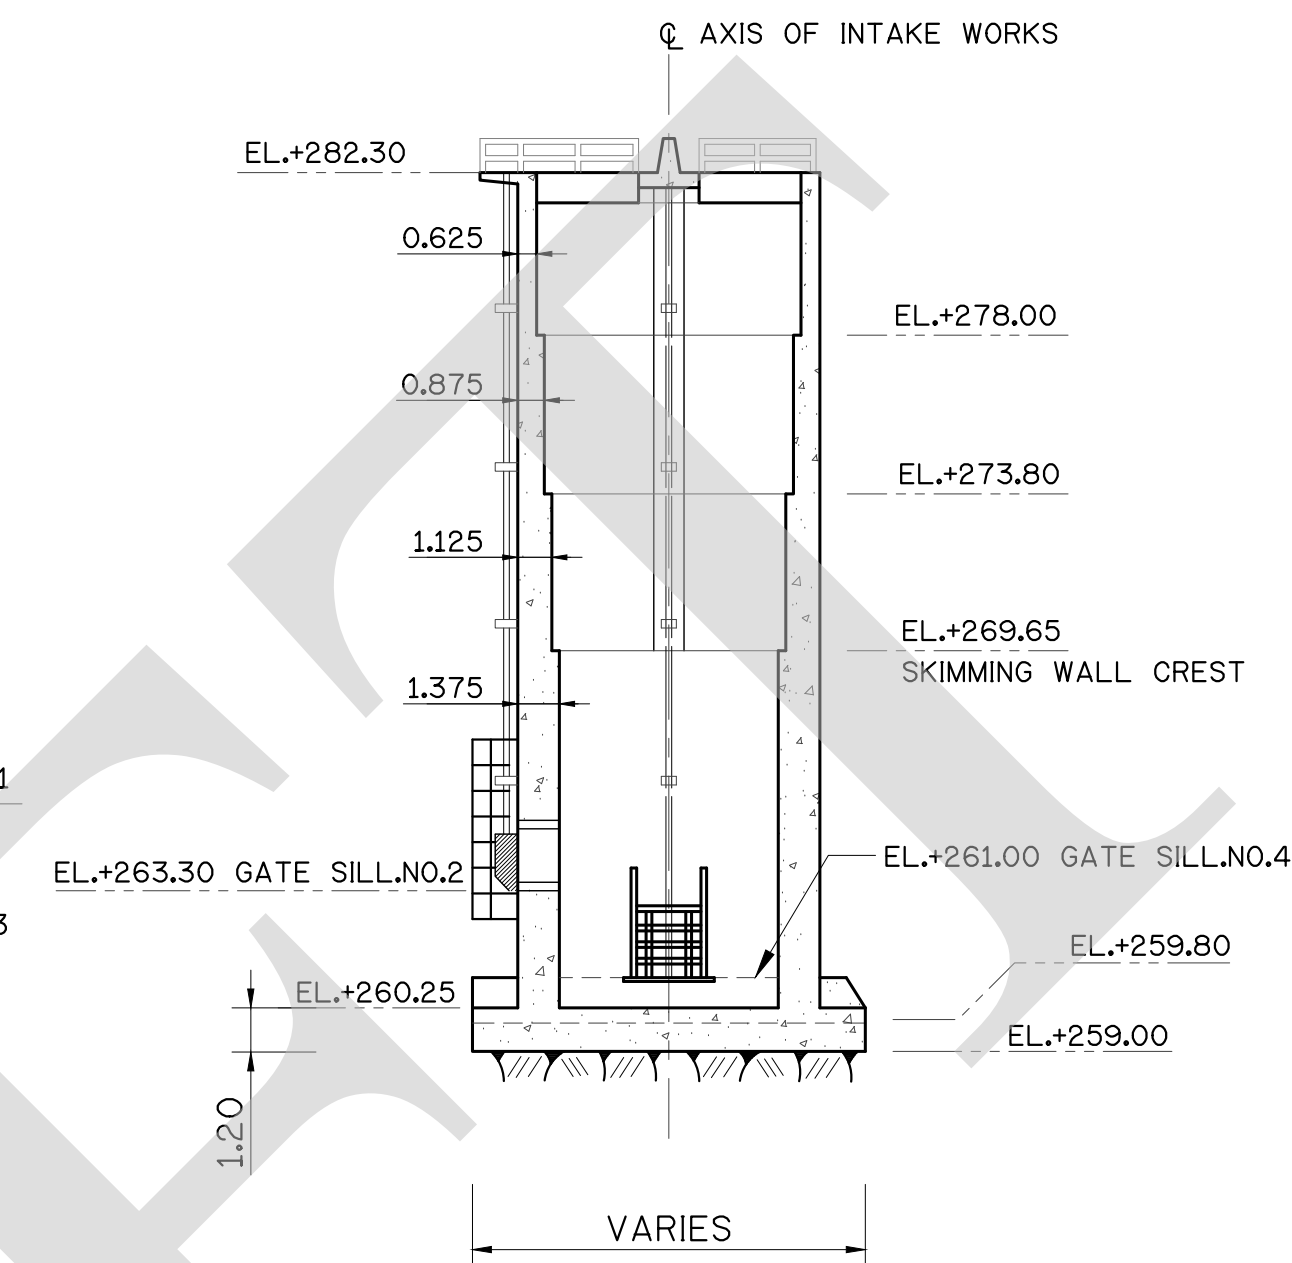 ℄ AXIS OF INTAKE WORKS
EL.+282.30
0.625
EL.+278.00
0.875
EL.+273.80
1.125
EL.+269.65
SKIMMING WALL CREST
1.375
1
EL.+261.00 GATE SILL.NO.4
EL.+263.30 GATE SILL.NO.2
3
EL.+259.80
EL.+260.25
EL.+259.00
1.20
VARIES